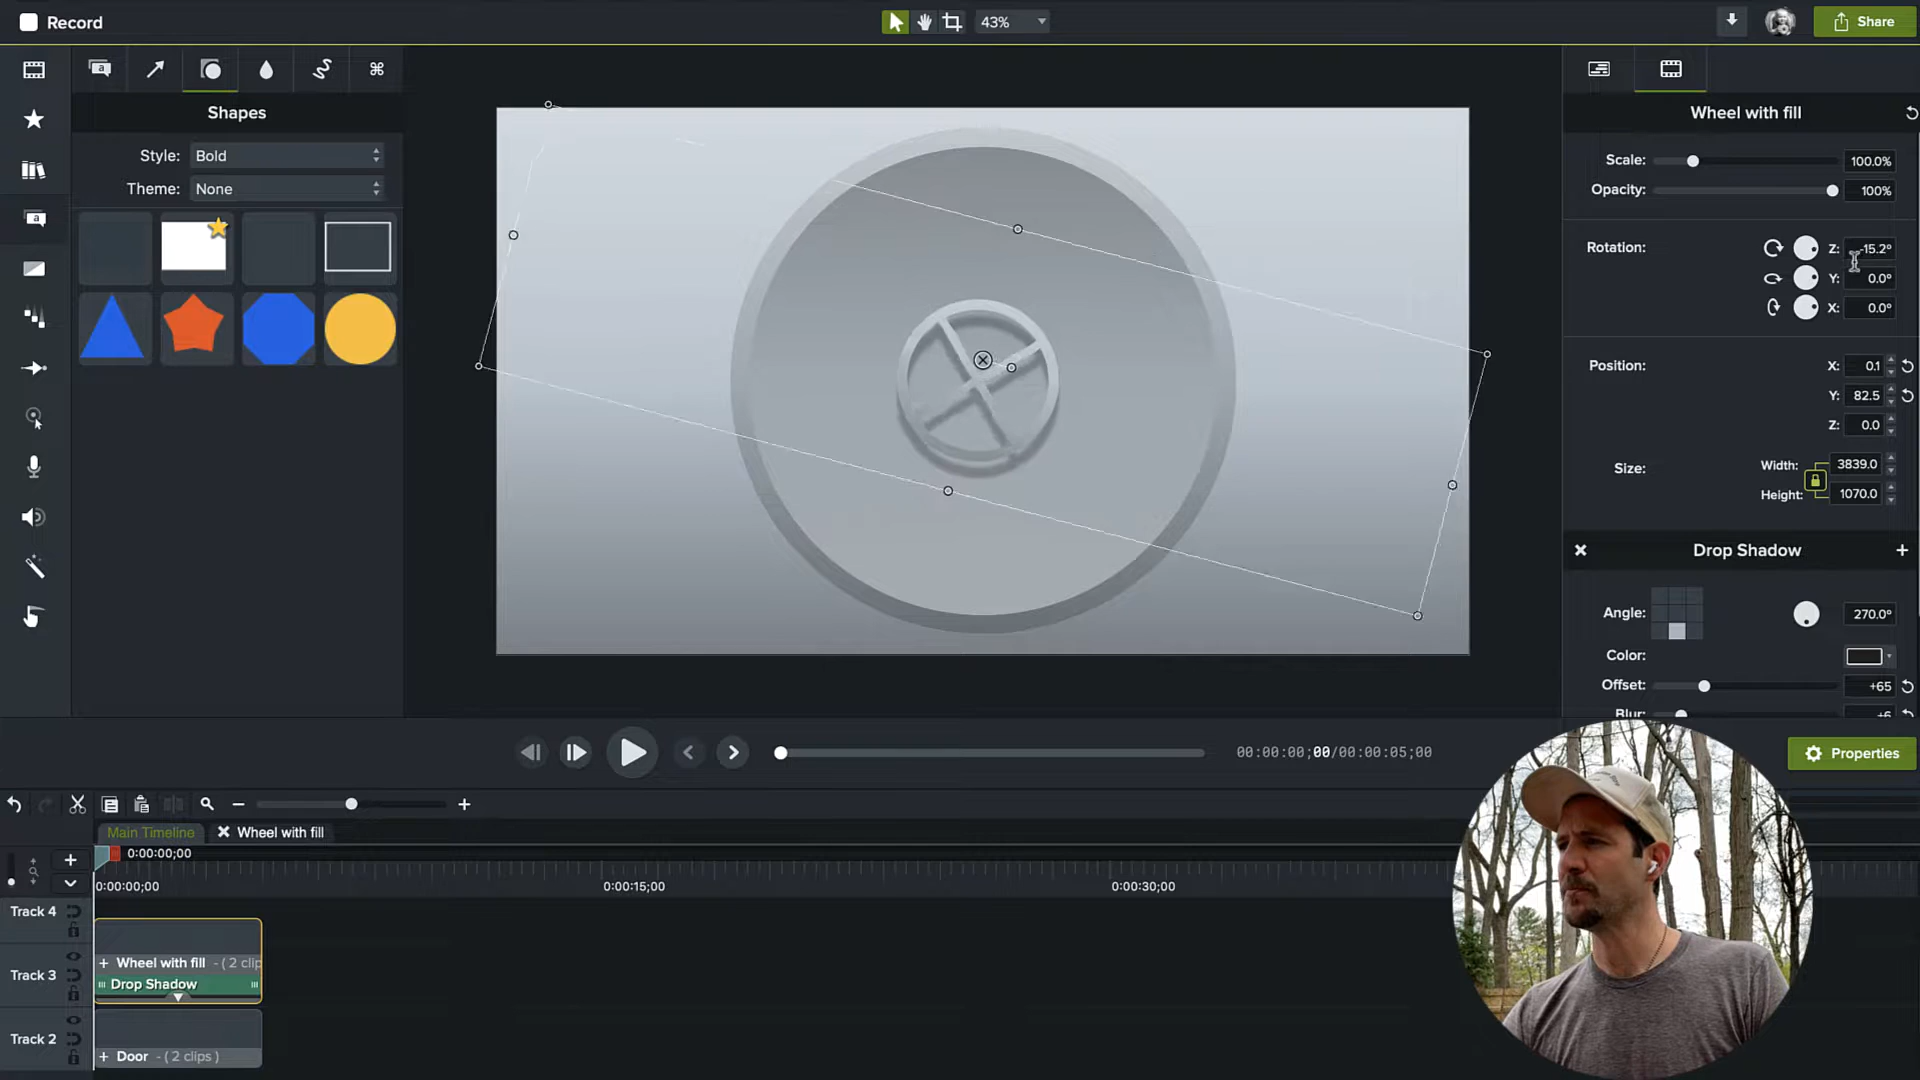 Record
43%
Share
Shapes
Style: Bold
Theme: None
Wheel with fill
Scale: 100.0%
Opacity: 100%
Rotation: Z: -15.2°
Y: 0.0°
X: 0.0°
Position: X: 0.1
Y: 82.5
Z: 0.0
Size: Width: 3839.0
Height: 1070.0
Drop Shadow
Angle: 270.0°
Color:
Offset: +65
Blur: +6
00:00:00;00/00:00:05;00
Properties
Main Timeline Wheel with fill
0:00:00;00
0:00:00;00 0:00:15;00 0:00:30;00
Track 4
+ Wheel with fill - ( 2 clip
Track 3
Drop Shadow
Track 2
+ Door - ( 2 clips )